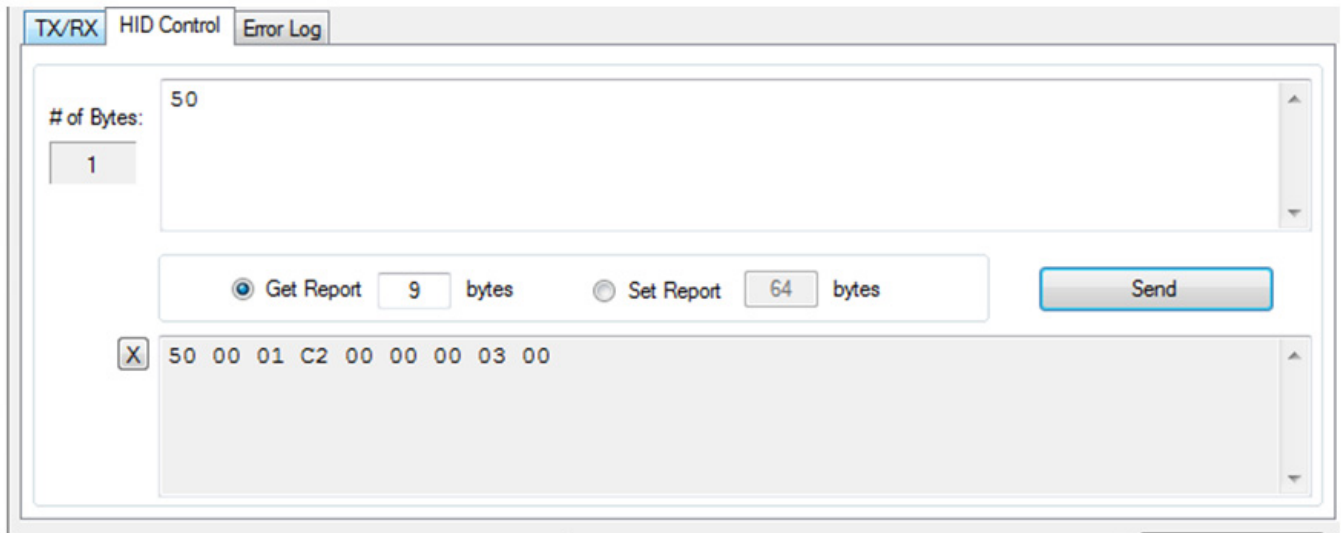 TX/RX HID Control Error Log
# of Bytes:
1
50
Get Report 9 bytes Set Report 64 bytes Send
X
50 00 01 C2 00 00 00 03 00